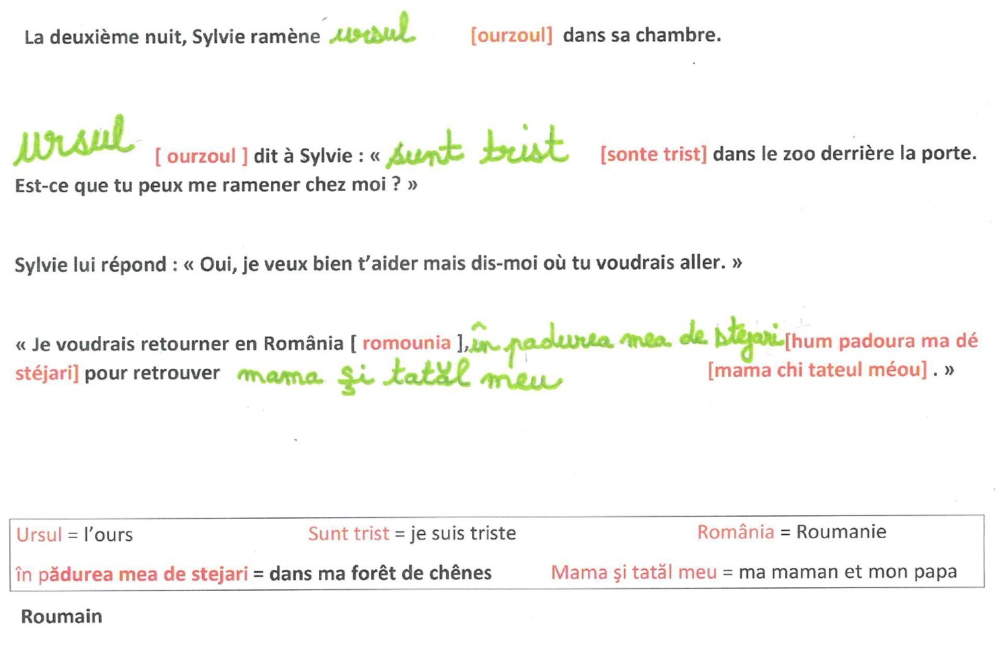 La deuxième nuit, Sylvie ramène ursul [ourzoul] dans sa chambre.
ursul [ ourzoul ] dit à Sylvie : « sunt trist [sonte trist] dans le zoo derrière la porte.
Est-ce que tu peux me ramener chez moi ? »
Sylvie lui répond : « Oui, je veux bien t’aider mais dis-moi où tu voudrais aller. »
« Je voudrais retourner en România [ romounia ], în padurea mea de stejari [hum padoura ma dé
stéjari] pour retrouver mama şi tatăl meu [mama chi tateul méou] . »
Ursul = l’ours Sunt trist = je suis triste România = Roumanie
în pădurea mea de stejari = dans ma forêt de chênes Mama şi tatăl meu = ma maman et mon papa
Roumain